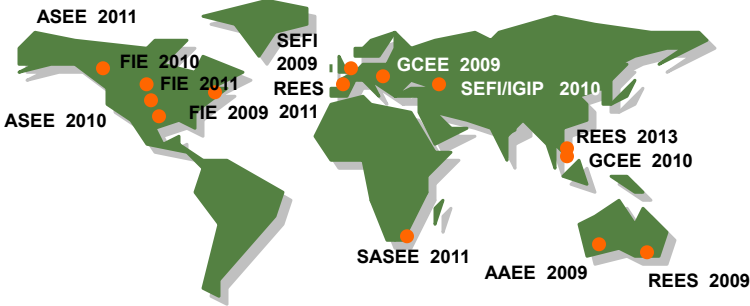 ASEE 2011
FIE 2010
FIE 2011
ASEE 2010
FIE 2009
SEFI
2009
REES
2011
GCEE 2009
SEFI/IGIP 2010
REES 2013
GCEE 2010
SASEE 2011
AAEE 2009
REES 2009